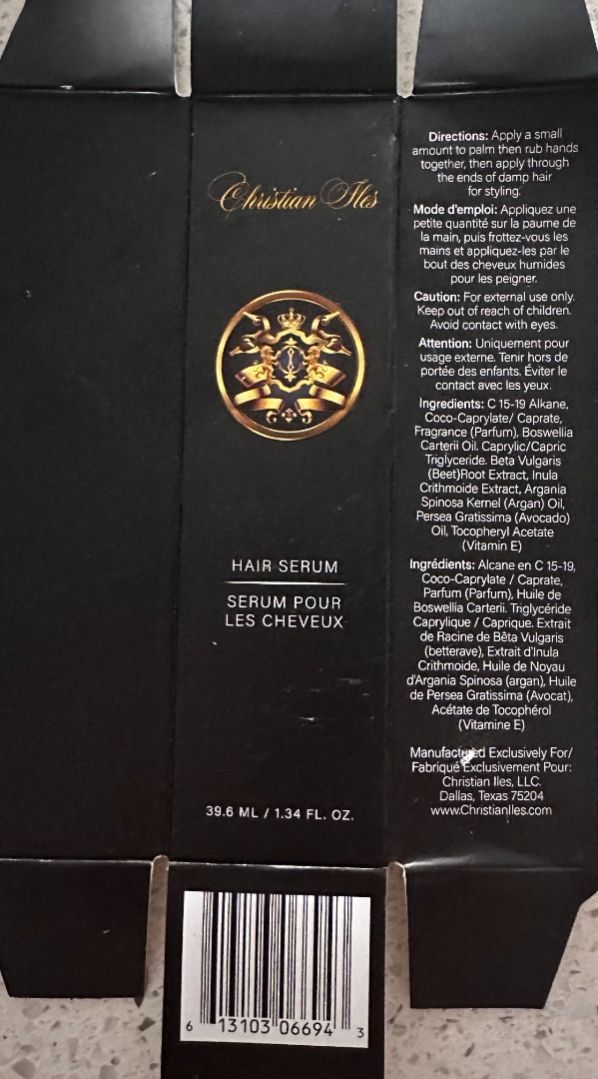 Christian Iles
HAIR SERUM
SERUM POUR
LES CHEVEUX
39.6 ML / 1.34 FL. OZ.
Directions: Apply a small
amount to palm then rub hands
together, then apply through
the ends of damp hair
for styling.
Mode d'emploi: Appliquez une
petite quantité sur la paume de
la main, puis frottez-vous les
mains et appliquez-les par le
bout des cheveux humides
pour les peigner.
Caution: For external use only.
Keep out of reach of children.
Avoid contact with eyes.
Attention: Uniquement pour
usage externe. Tenir hors de
portée des enfants. Éviter le
contact avec les yeux.
Ingredients: C 15-19 Alkane,
Coco-Caprylate/ Caprate,
Fragrance (Parfum), Boswellia
Carterii Oil. Caprylic/Capric
Triglyceride. Beta Vulgaris
(Beet)Root Extract, Inula
Crithmoide Extract, Argania
Spinosa Kernel (Argan) Oil,
Persea Gratissima (Avocado)
Oil, Tocopheryl Acetate
(Vitamin E)
Ingrédients: Alcane en C 15-19,
Coco-Caprylate / Caprate,
Parfum (Parfum), Huile de
Boswellia Carterii. Triglycéride
Caprylique / Caprique. Extrait
de Racine de Bêta Vulgaris
(betterave), Extrait d'Inula
Crithmoide, Huile de Noyau
d'Argania Spinosa (argan), Huile
de Persea Gratissima (Avocat),
Acétate de Tocophérol
(Vitamine E)
Manufactured Exclusively For/
Fabriqué Exclusivement Pour:
Christian Iles, LLC.
Dallas, Texas 75204
www.ChristianIles.com
6 13103 06694 3